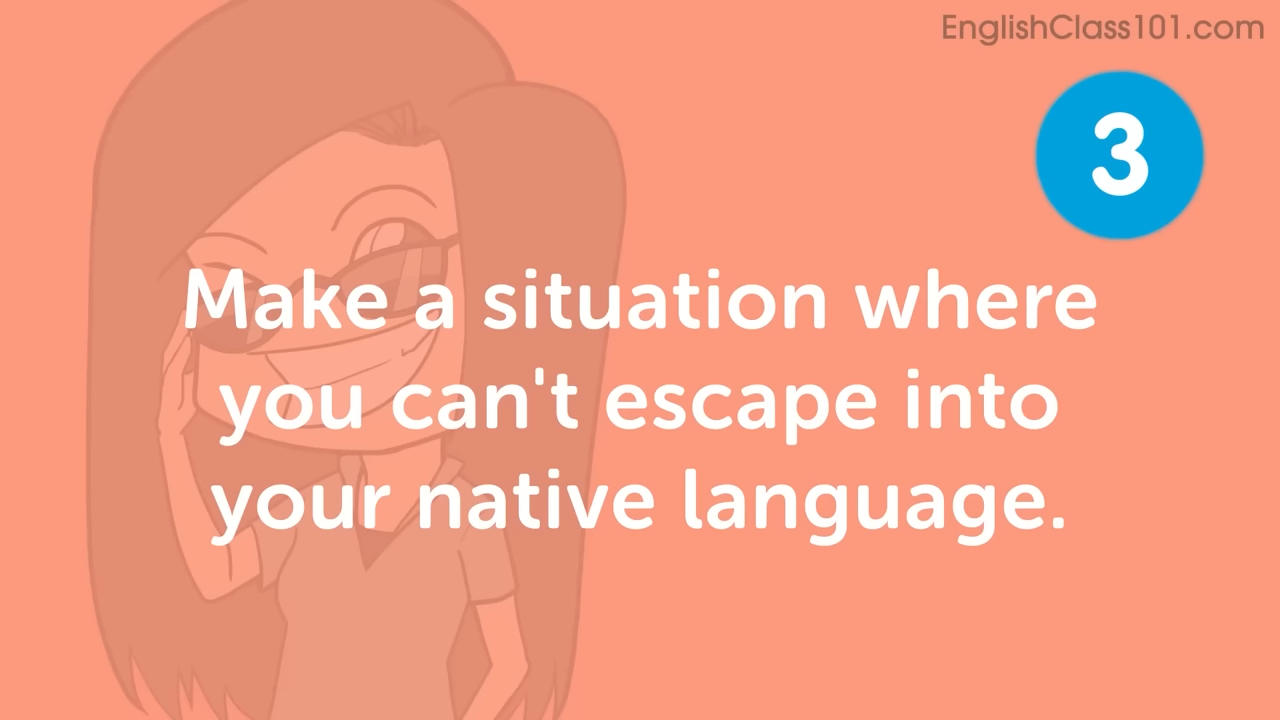 EnglishClass101.com
3
Make a situation where
you can't escape into
your native language.